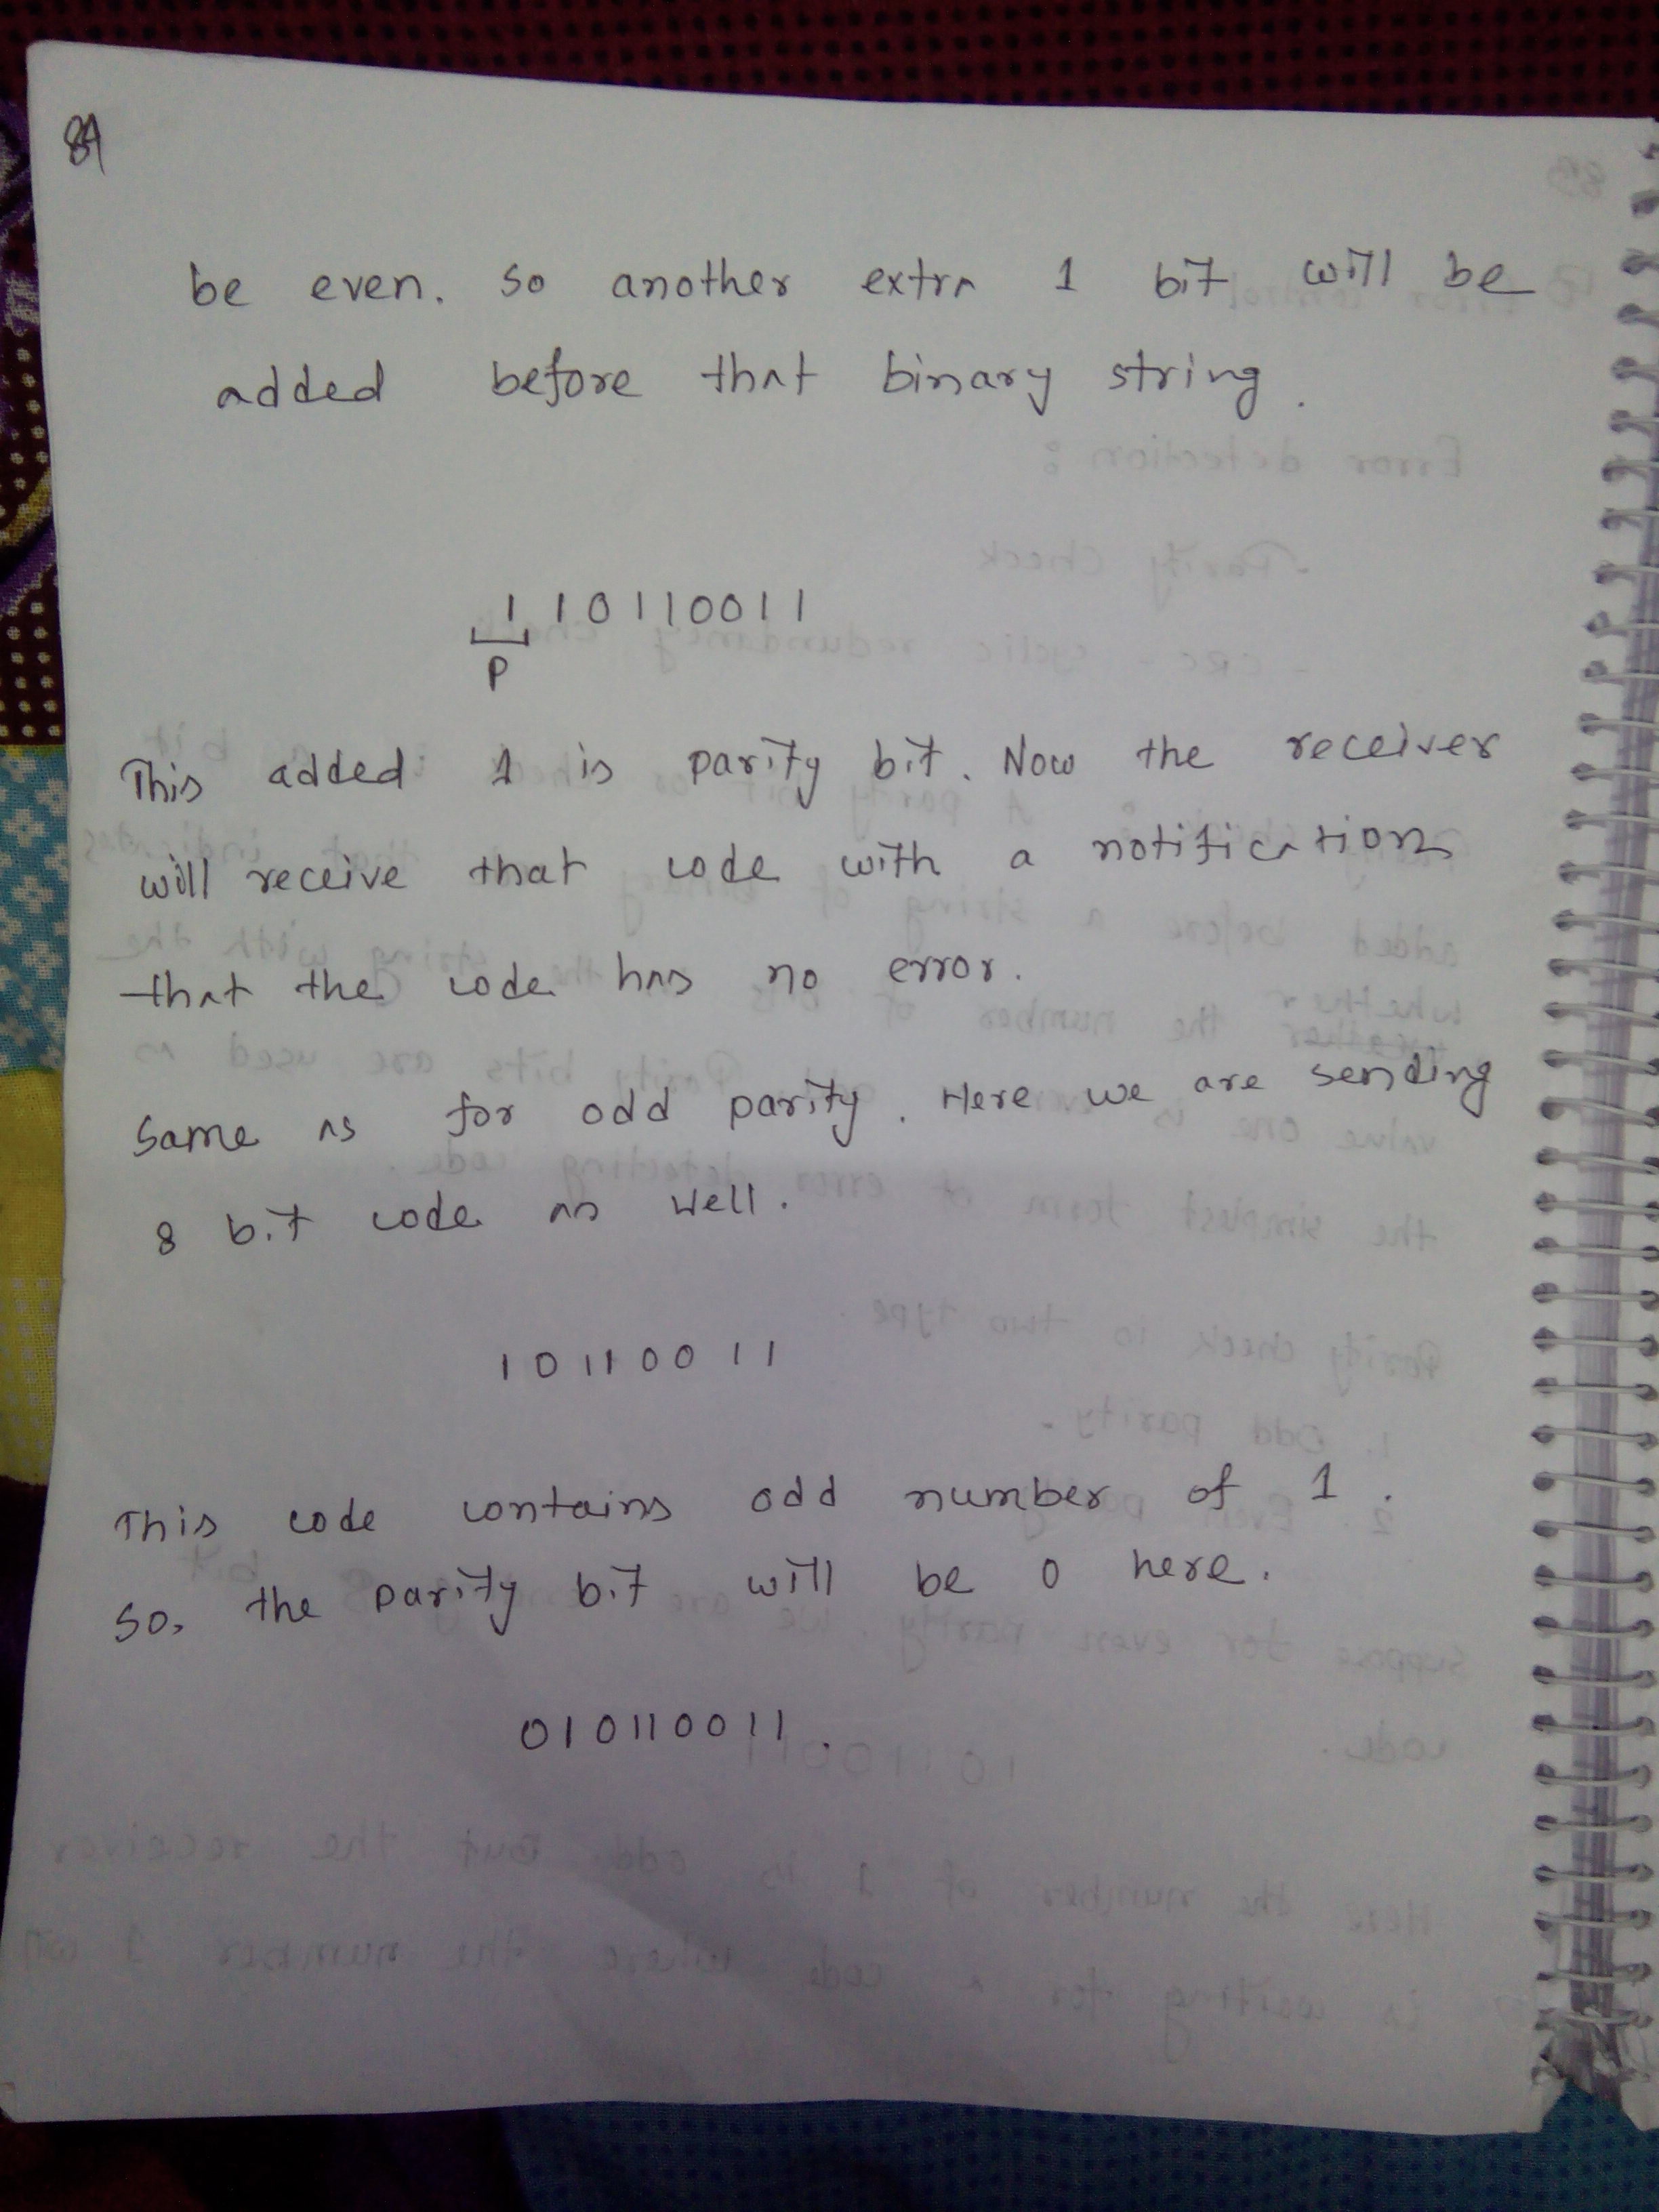 84
be even. so another extra 1 bit will be
added before that binary string.
1 10110011
P
This added 1 is parity bit. Now the receiver
will receive that code with a notification
that the code has no error.
Same as for odd parity. Here we are sending
8 bit code as well.
10110011
This code contains odd number of 1.
So, the parity bit will be 0 here.
010110011.